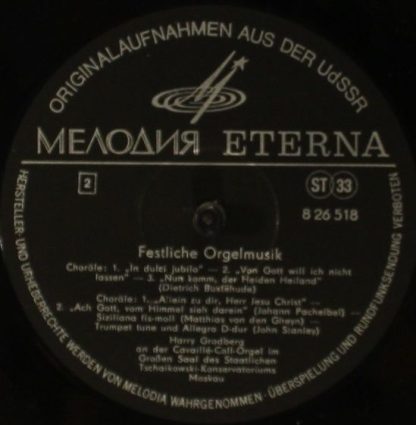 ORIGINALAUFNAHMEN AUS DER UdSSR
МЕЛОДИЯ ETERNA
2
ST 33
8 26 518
Festliche Orgelmusik
Choräle: 1. „In dulci jubilo" — 2. „Von Gott will ich nicht
lassen" — 3. „Nun komm, der Heiden Heiland"
(Dietrich Buxtehude)
Choräle: 1. „Allein zu dir, Herr Jesu Christ" —
2. „Ach Gott, vom Himmel sieh darein" (Johann Pachelbel) —
Siziliana fis-moll (Matthias van den Gheyn) —
Trumpet tune und Allegro D-dur (John Stanley)
Harry Grodberg
an der Cavaillé-Coll-Orgel im
Großen Saal des Staatlichen
Tschaikowski-Konservatoriums
Moskau
HERSTELLER- UND URHEBERRECHTE WERDEN VON MELODIA WAHRGENOMMEN · ÜBERSPIELUNG UND RUNDFUNKSENDUNG VERBOTEN